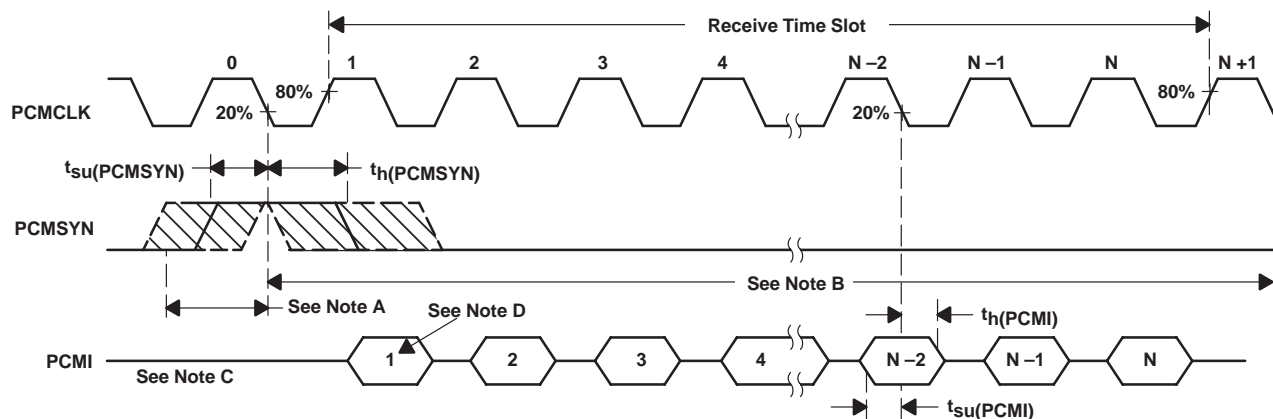 Receive Time Slot
0 1 2 3 4 N –2 N –1 N N +1
80% 80%
PCMCLK 20% 20%
tsu(PCMSYN) th(PCMSYN)
PCMSYN
See Note B
See Note A
See Note D th(PCMI)
PCMI 1 2 3 4 N –2 N –1 N
See Note C
tsu(PCMI)